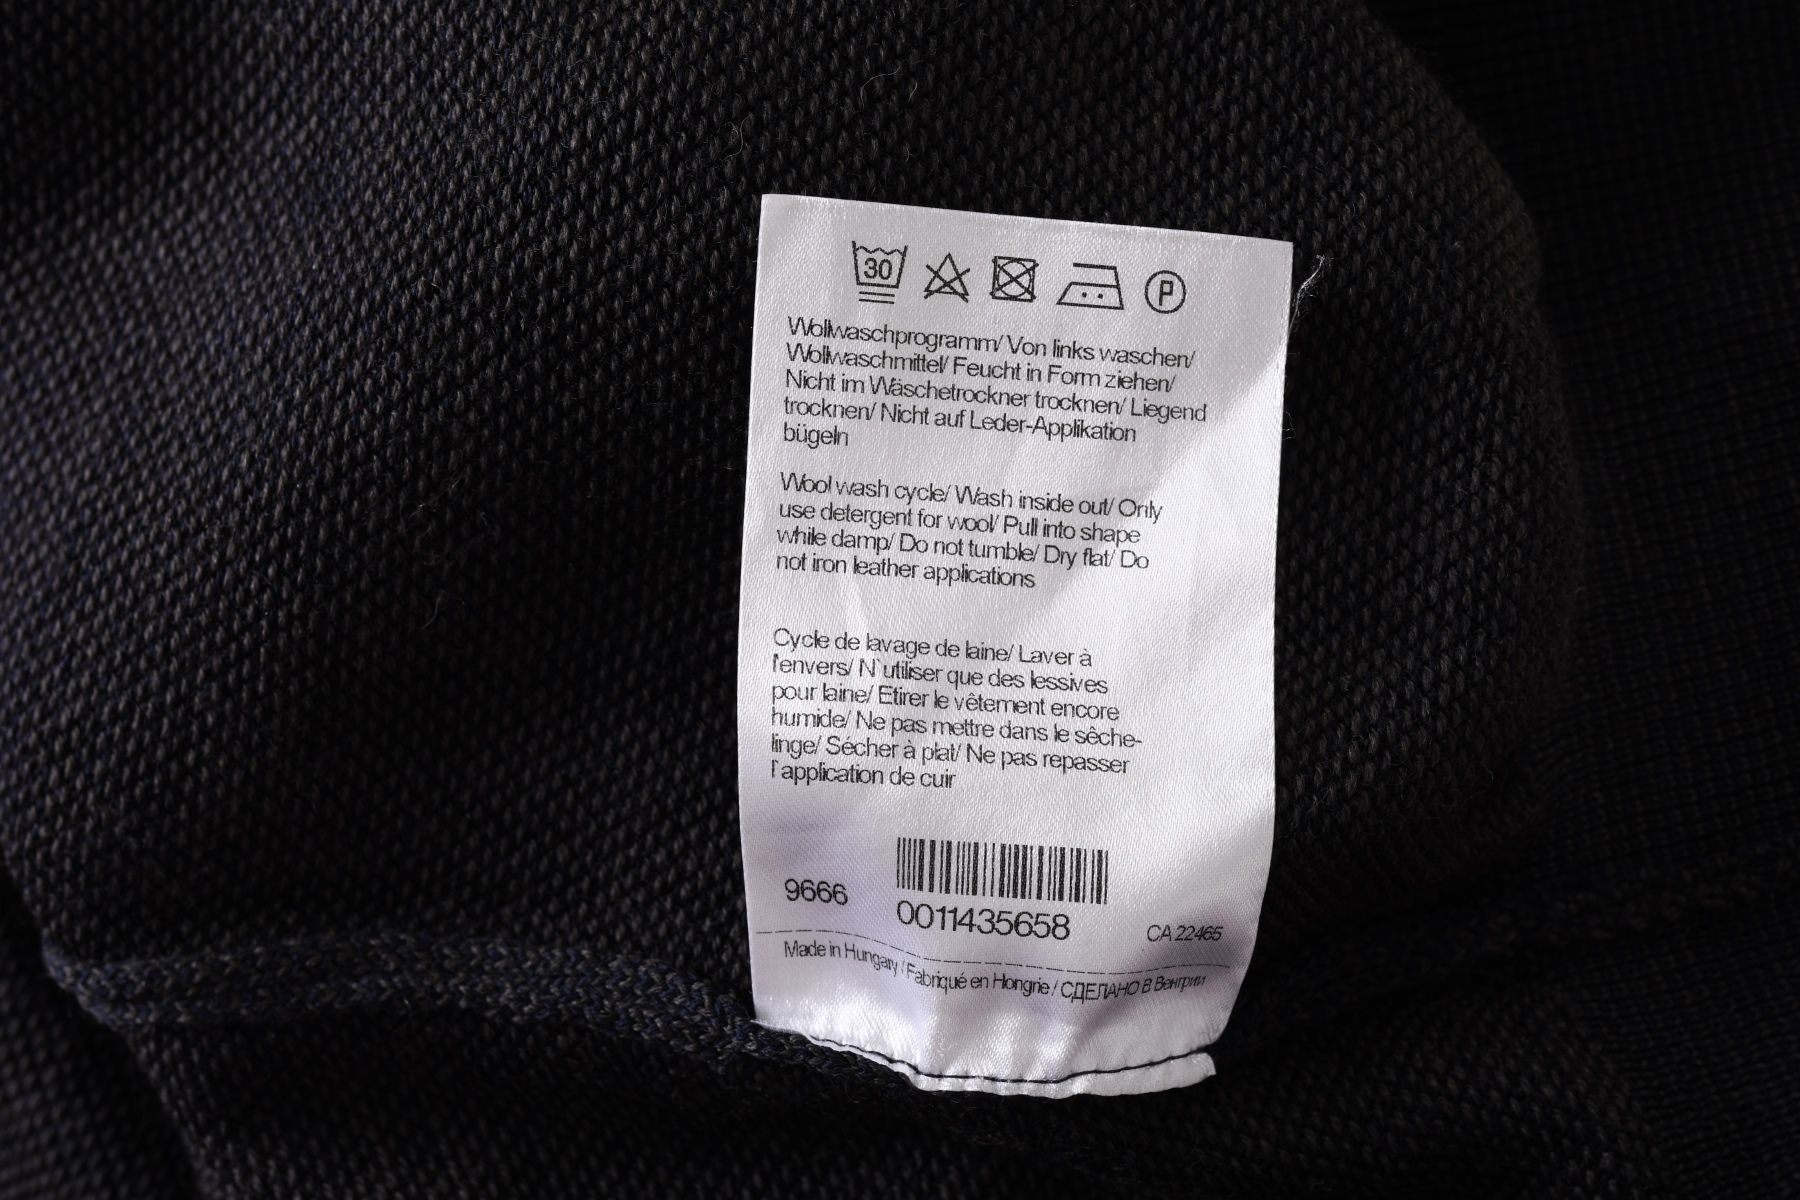 30 P
Wollwaschprogramm/ Von links waschen/
Wollwaschmittel/ Feucht in Form ziehen/
Nicht im Wäschetrockner trocknen/ Liegend
trocknen/ Nicht auf Leder-Applikation
bügeln
Wool wash cycle/ Wash inside out/ Only
use detergent for wool/ Pull into shape
while damp/ Do not tumble/ Dry flat/ Do
not iron leather applications
Cycle de lavage de laine/ Laver à
l'envers/ N`utiliser que des lessives
pour laine/ Etirer le vêtement encore
humide/ Ne pas mettre dans le sêche-
linge/ Sécher à plat/ Ne pas repasser
l`application de cuir
9666 0011435658 CA 22465
Made in Hungary / Fabriqué en Hongrie / СДЕЛАНО В Венгрии